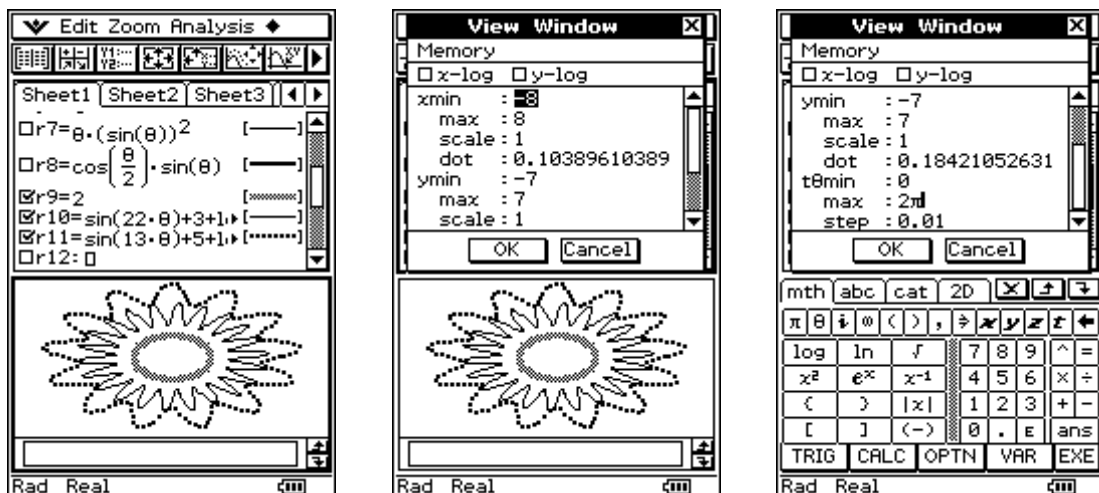 Edit Zoom Analysis ♦
Sheet1 Sheet2 Sheet3
r7=θ·(sin(θ))²
r8=cos(θ/2)·sin(θ)
r9=2
r10=sin(22·θ)+3+1
r11=sin(13·θ)+5+1
r12:
Rad Real
View Window
Memory
x-log y-log
xmin :-8
max :8
scale:1
dot :0.10389610389
ymin :-7
max :7
scale:1
OK Cancel
Rad Real
View Window
Memory
x-log y-log
ymin :-7
max :7
scale:1
dot :0.18421052631
tθmin :0
max :2π
step :0.01
OK Cancel
mth abc cat 2D
π θ i ∞ ( ) , ⇒ x y z t ←
log ln √ 7 8 9 ^ =
x² eˣ x⁻¹ 4 5 6 × ÷
( ) |x| 1 2 3 + -
[ ] (-) 0 . E ans
TRIG CALC OPTN VAR EXE
Rad Real